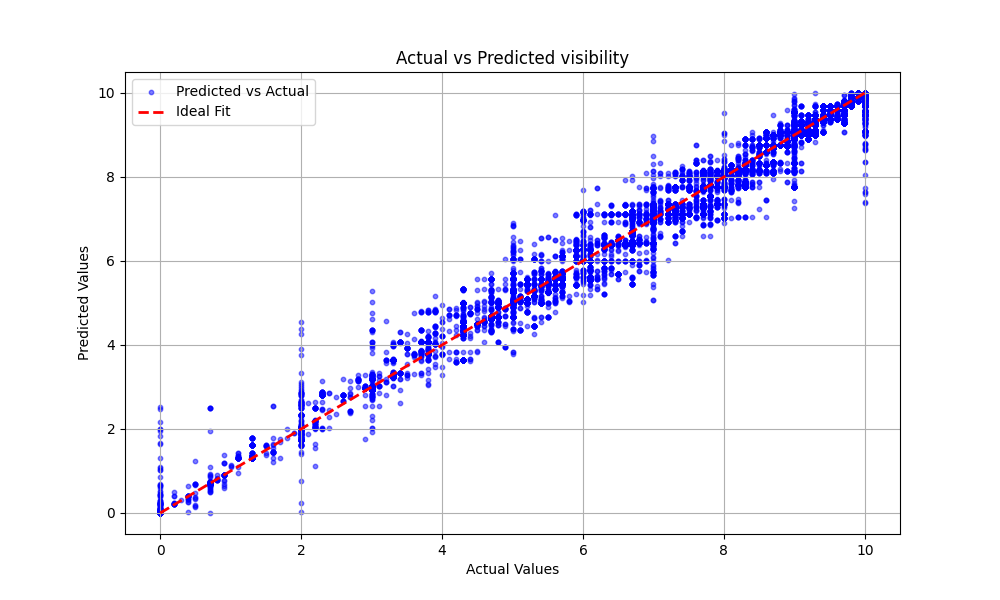 Actual vs Predicted visibility
Predicted vs Actual
Ideal Fit
10
8
6
4
2
0
Predicted Values
0 2 4 6 8 10
Actual Values